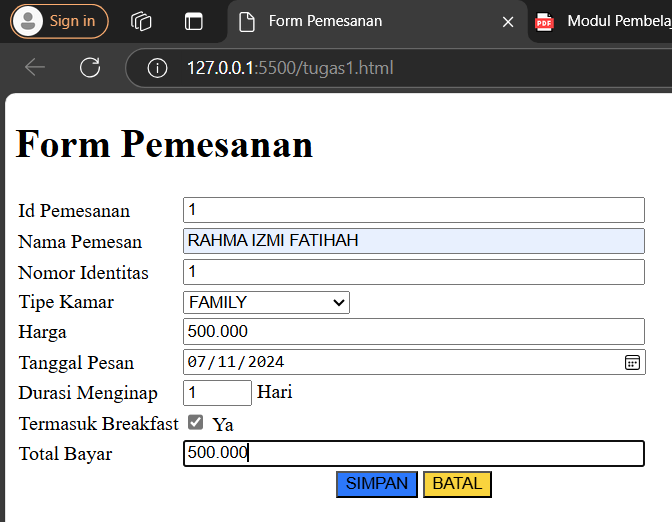 Sign in
Form Pemesanan
PDF
Modul Pembela
127.0.0.1:5500/tugas1.html
Form Pemesanan
Id Pemesanan 1
Nama Pemesan RAHMA IZMI FATIHAH
Nomor Identitas 1
Tipe Kamar FAMILY
Harga 500.000
Tanggal Pesan 07/11/2024
Durasi Menginap 1 Hari
Termasuk Breakfast Ya
Total Bayar 500.000
SIMPAN BATAL